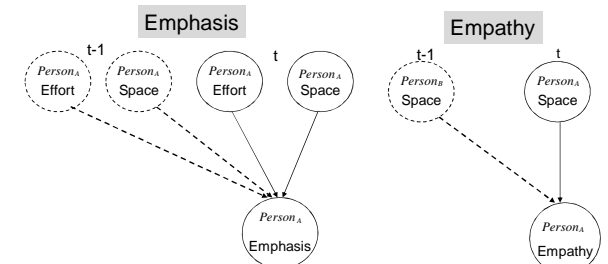 Emphasis
t-1
t
Person_A
Effort
Person_A
Space
Person_A
Effort
Person_A
Space
Person_A
Emphasis
Empathy
t-1
t
Person_B
Space
Person_A
Space
Person_A
Empathy